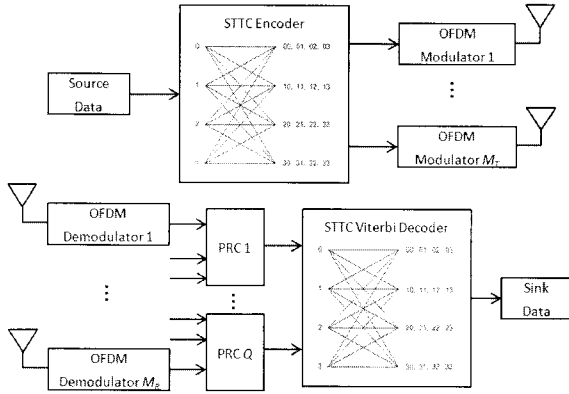 STTC Encoder
0
00, 01, 02, 03
1
10, 11, 12, 13
2
20, 21, 22, 23
30, 31, 32, 33
Source
Data
OFDM
Modulator 1
...
OFDM
Modulator M_T
OFDM
Demodulator 1
PRC 1
...
...
OFDM
Demodulator M_R
PRC Q
STTC Viterbi Decoder
0
00, 01, 02, 03
1
10, 11, 12, 13
2
20, 21, 22, 23
3
30, 31, 32, 33
Sink
Data